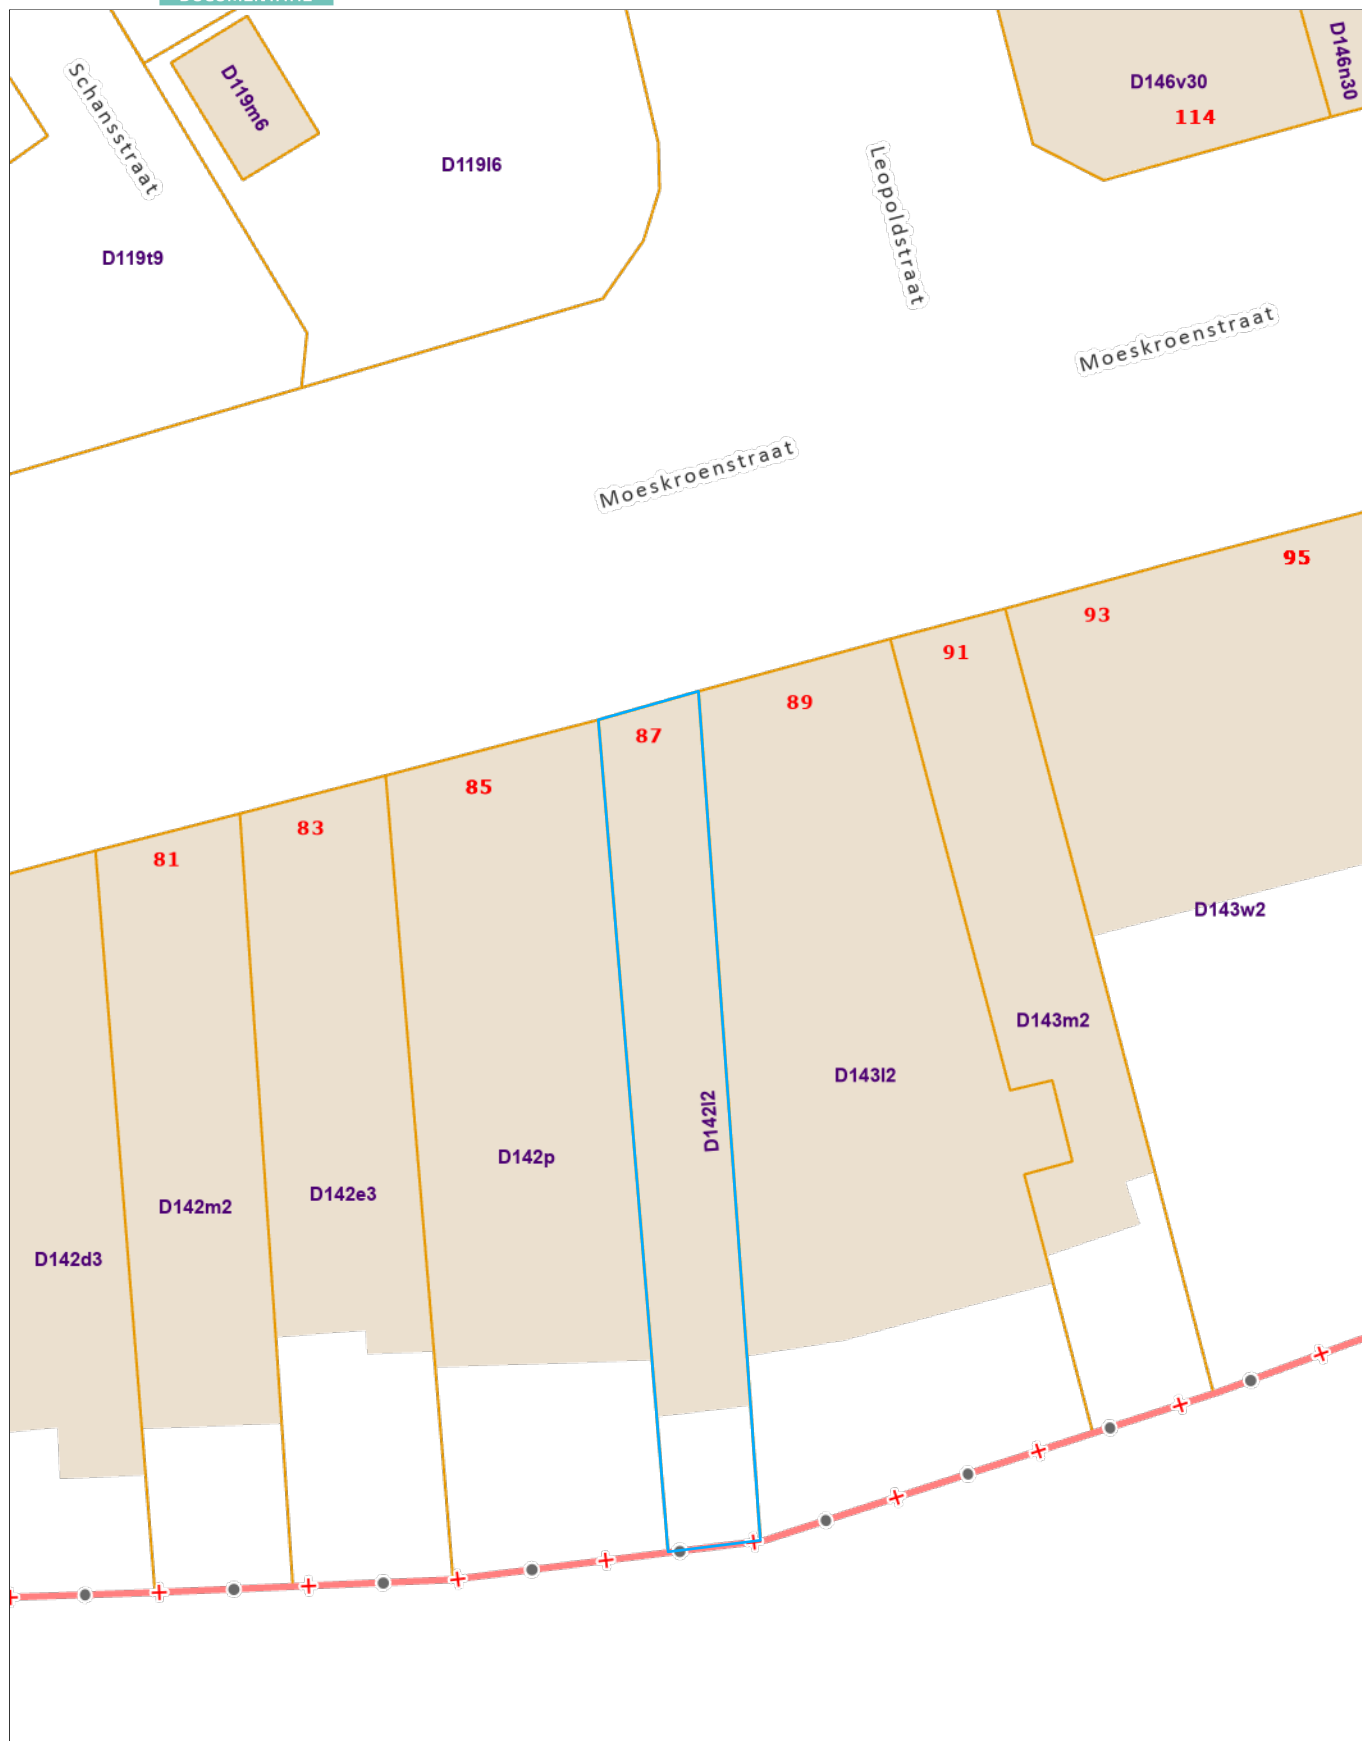 D146n30
D146v30
114
Schansstraat
D119m6
D119l6
Leopoldstraat
D119t9
Moeskroenstraat
Moeskroenstraat
95
93
91
89
87
85
83
81
D143w2
D143m2
D143l2
D142l2
D142p
D142e3
D142m2
D142d3